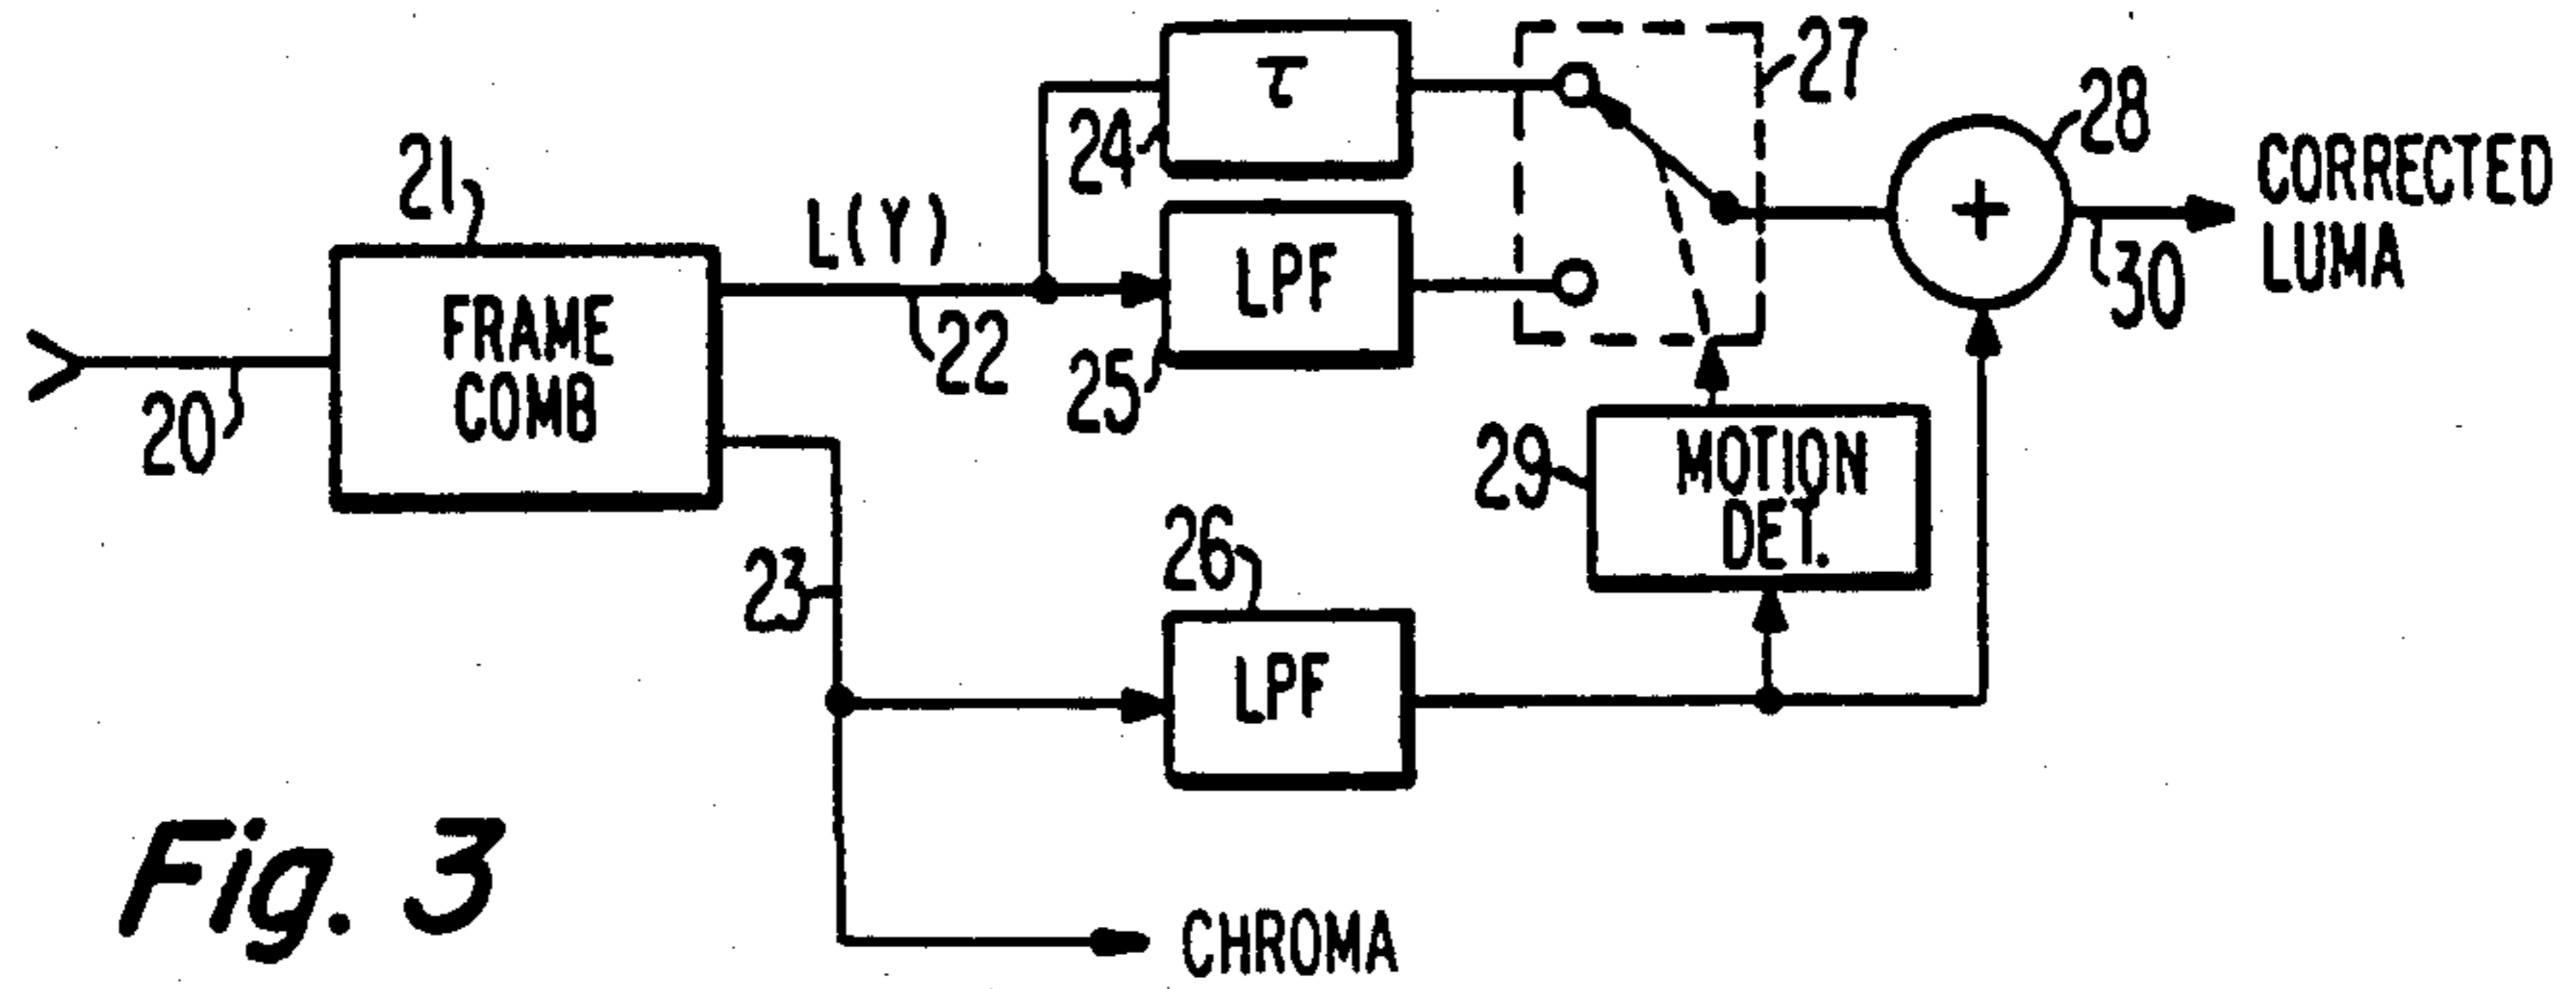 21
FRAME
COMB
20
L(Y)
22
23
τ
24
LPF
25
27
28
+
CORRECTED
LUMA
30
MOTION
DET.
29
26
LPF
CHROMA
Fig. 3